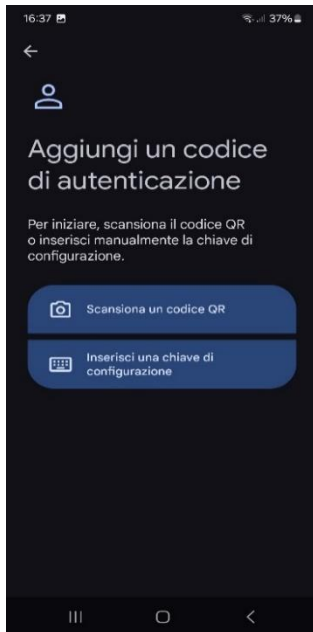 16:37
37%
Aggiungi un codice
di autenticazione
Per iniziare, scansiona il codice QR
o inserisci manualmente la chiave di
configurazione.
Scansiona un codice QR
Inserisci una chiave di
configurazione